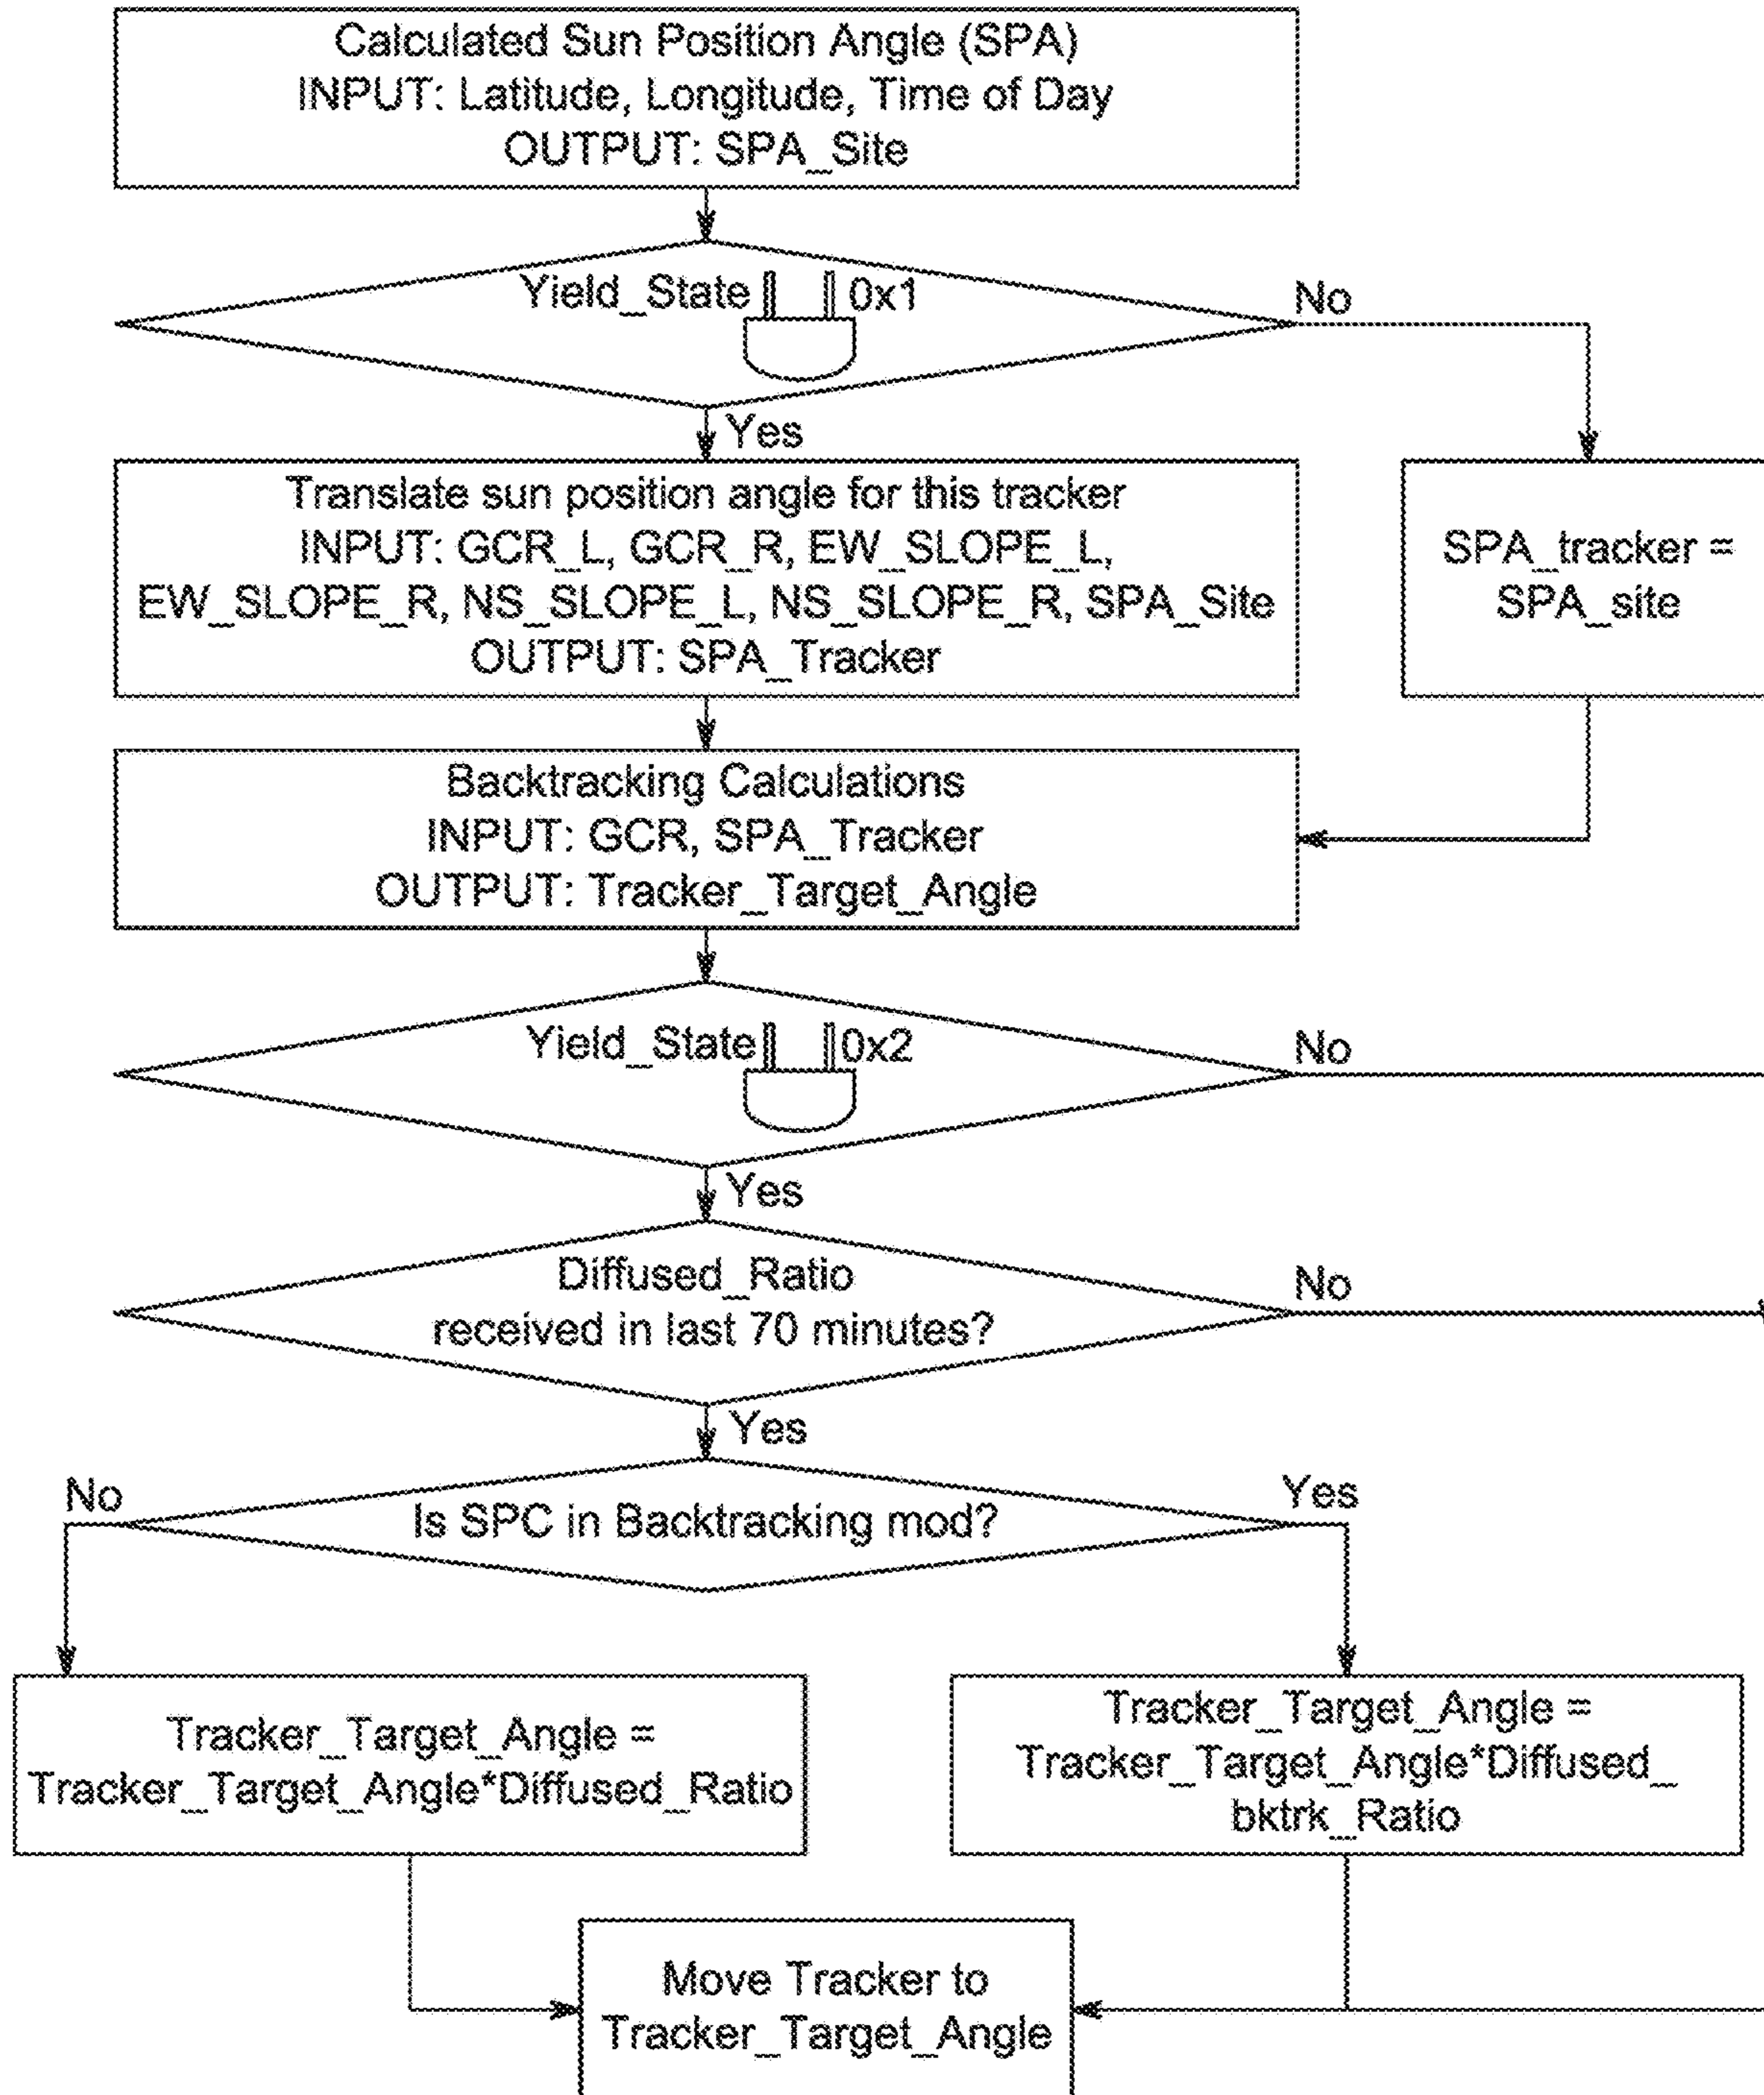 Calculated Sun Position Angle (SPA)
INPUT: Latitude, Longitude, Time of Day
OUTPUT: SPA_Site
Yield_State 0x1
No
Yes
Translate sun position angle for this tracker
INPUT: GCR_L, GCR_R, EW_SLOPE_L,
EW_SLOPE_R, NS_SLOPE_L, NS_SLOPE_R, SPA_Site
OUTPUT: SPA_Tracker
SPA_tracker =
SPA_site
Backtracking Calculations
INPUT: GCR, SPA_Tracker
OUTPUT: Tracker_Target_Angle
Yield_State 0x2
No
Yes
Diffused_Ratio
received in last 70 minutes?
No
Yes
Is SPC in Backtracking mod?
No
Yes
Tracker_Target_Angle =
Tracker_Target_Angle*Diffused_Ratio
Tracker_Target_Angle =
Tracker_Target_Angle*Diffused_
bktrk_Ratio
Move Tracker to
Tracker_Target_Angle